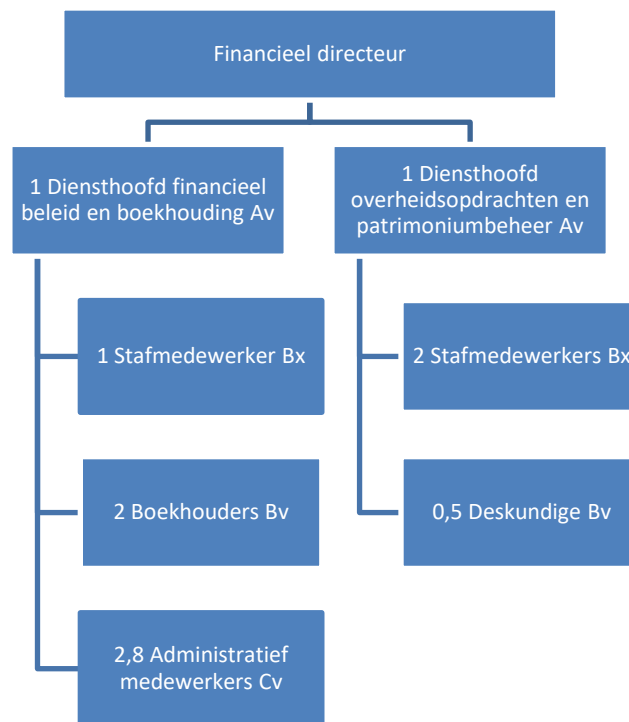 Financieel directeur
1 Diensthoofd financieel
beleid en boekhouding Av
1 Stafmedewerker Bx
2 Boekhouders Bv
2,8 Administratief
medewerkers Cv
1 Diensthoofd
overheidsopdrachten en
patrimoniumbeheer Av
2 Stafmedewerkers Bx
0,5 Deskundige Bv